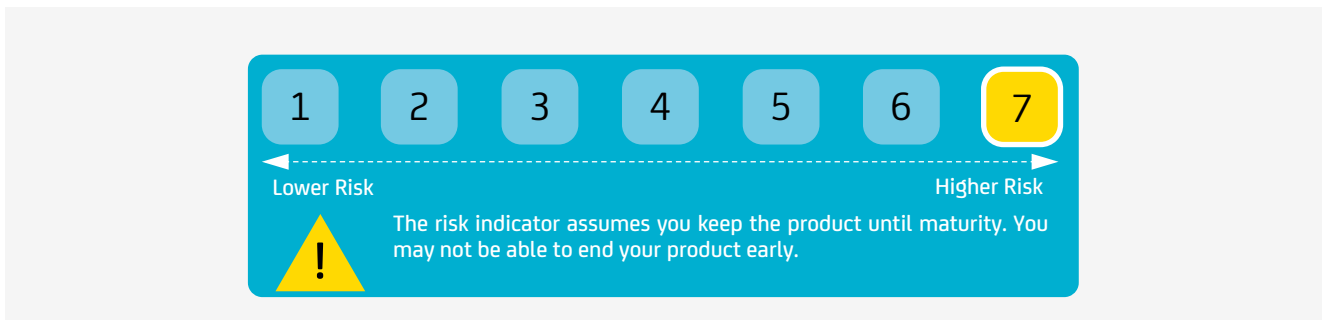 1 2 3 4 5 6 7
Lower Risk Higher Risk
The risk indicator assumes you keep the product until maturity. You
may not be able to end your product early.
!